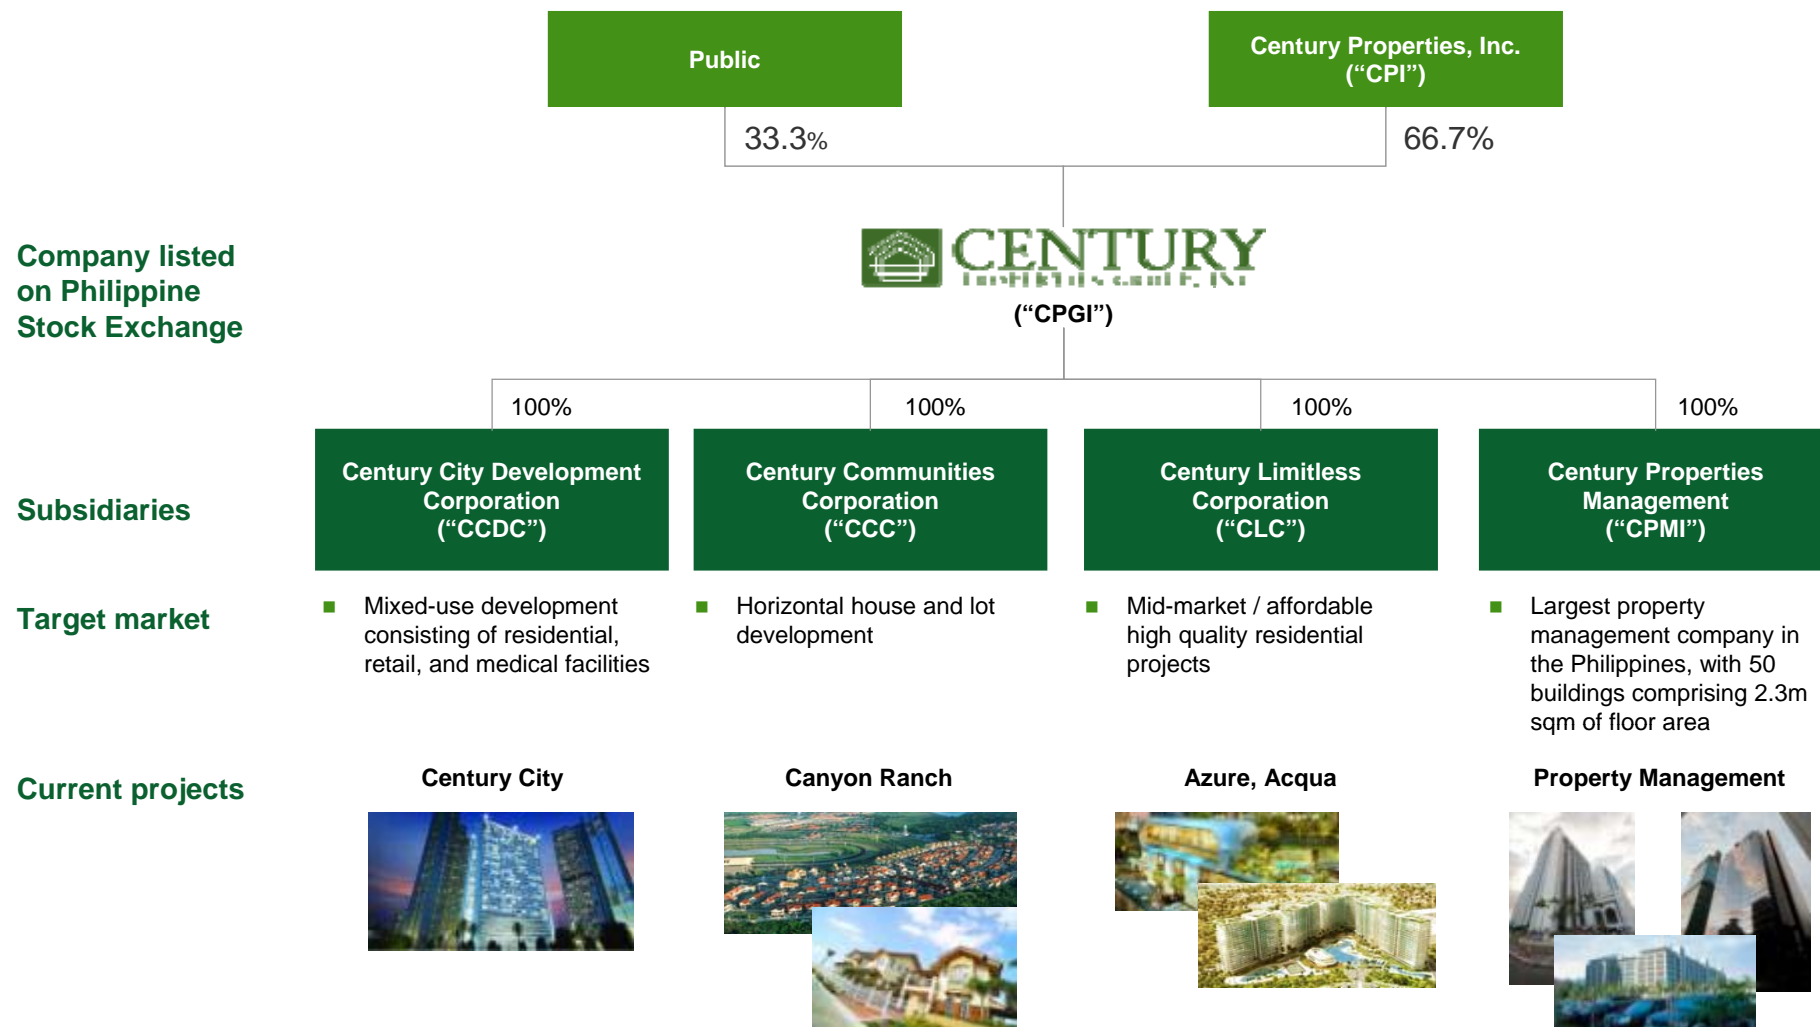 Public
Century Properties, Inc.
(“CPI”)
33.3%
66.7%
Company listed
on Philippine
Stock Exchange
CENTURY
(“CPGI”)
100%
100%
100%
100%
Subsidiaries
Century City Development
Corporation
(“CCDC”)
Century Communities
Corporation
(“CCC”)
Century Limitless
Corporation
(“CLC”)
Century Properties
Management
(“CPMI”)
Target market
Mixed-use development
consisting of residential,
retail, and medical facilities
Horizontal house and lot
development
Mid-market / affordable
high quality residential
projects
Largest property
management company in
the Philippines, with 50
buildings comprising 2.3m
sqm of floor area
Current projects
Century City
Canyon Ranch
Azure, Acqua
Property Management